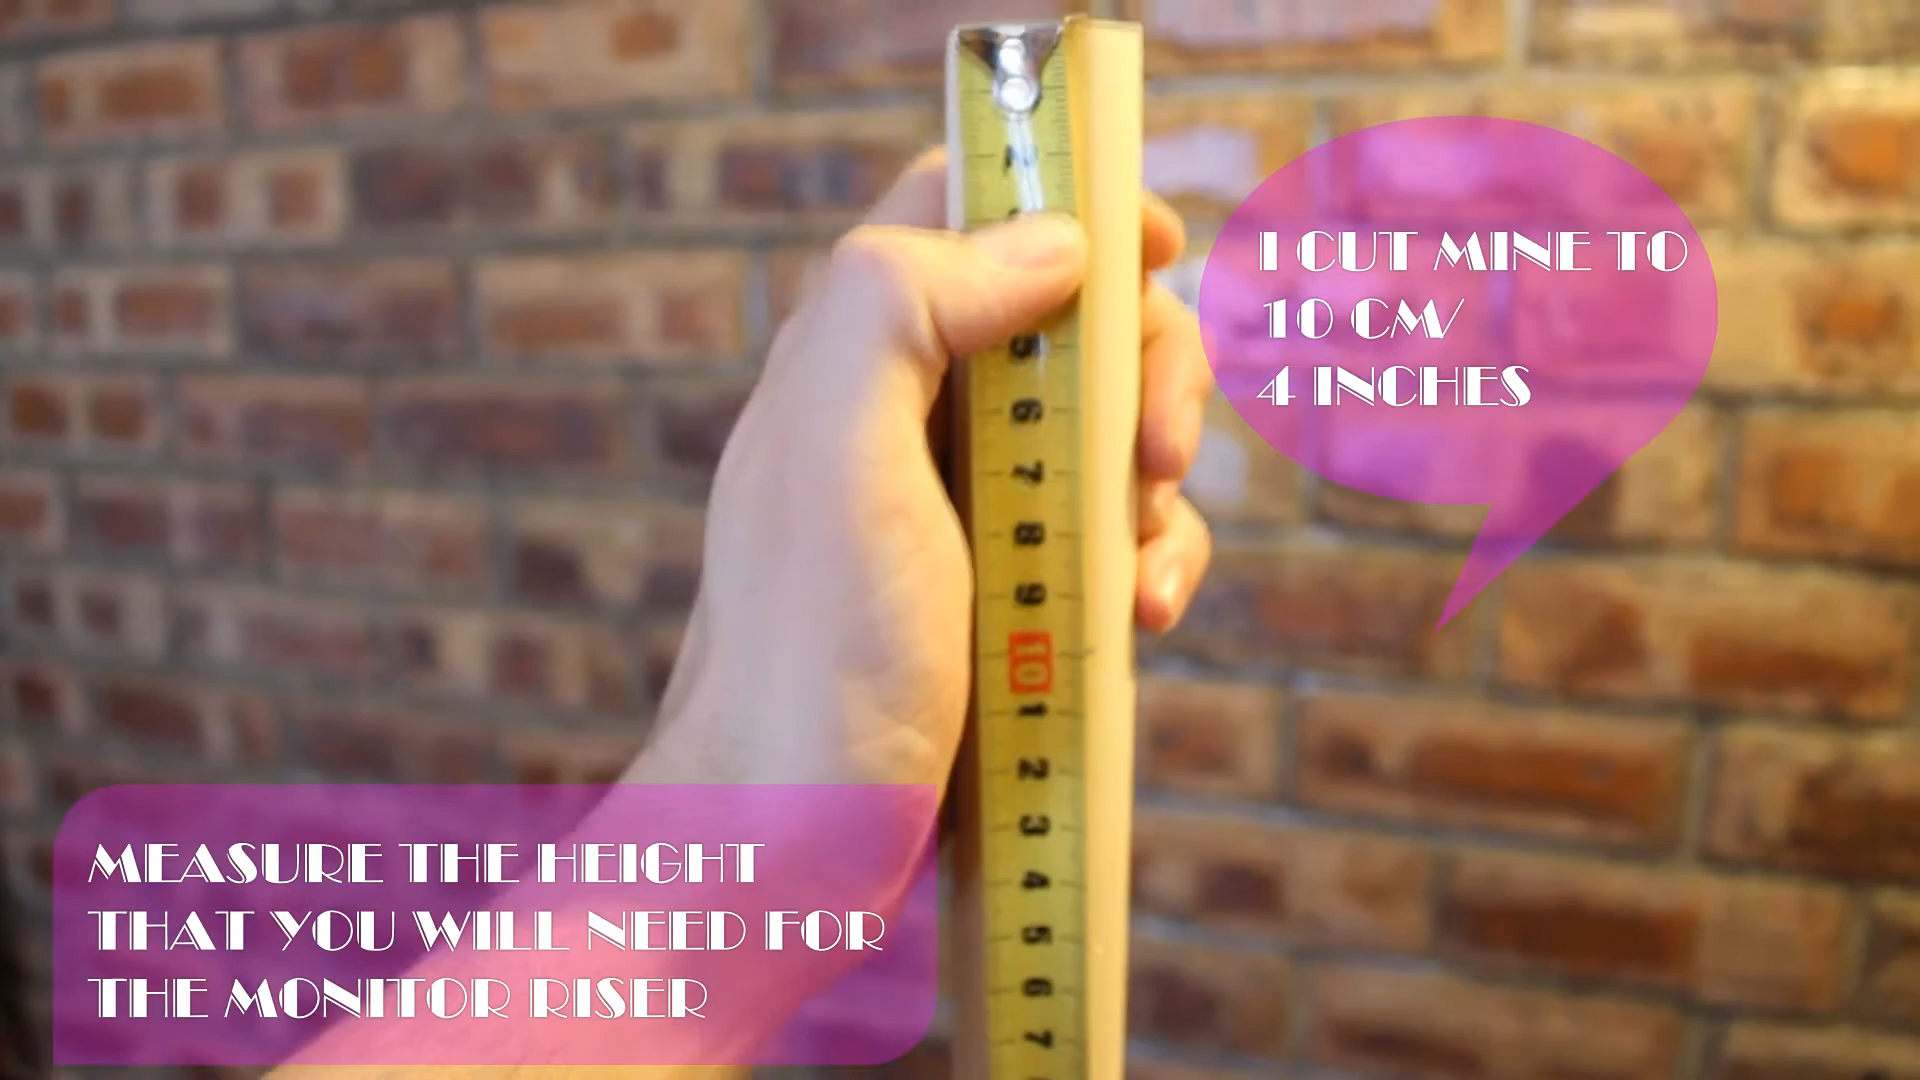 I CUT MINE TO
10 CM/
4 INCHES
5
6
7
8
9
10
1
2
3
4
5
6
7
MEASURE THE HEIGHT
THAT YOU WILL NEED FOR
THE MONITOR RISER